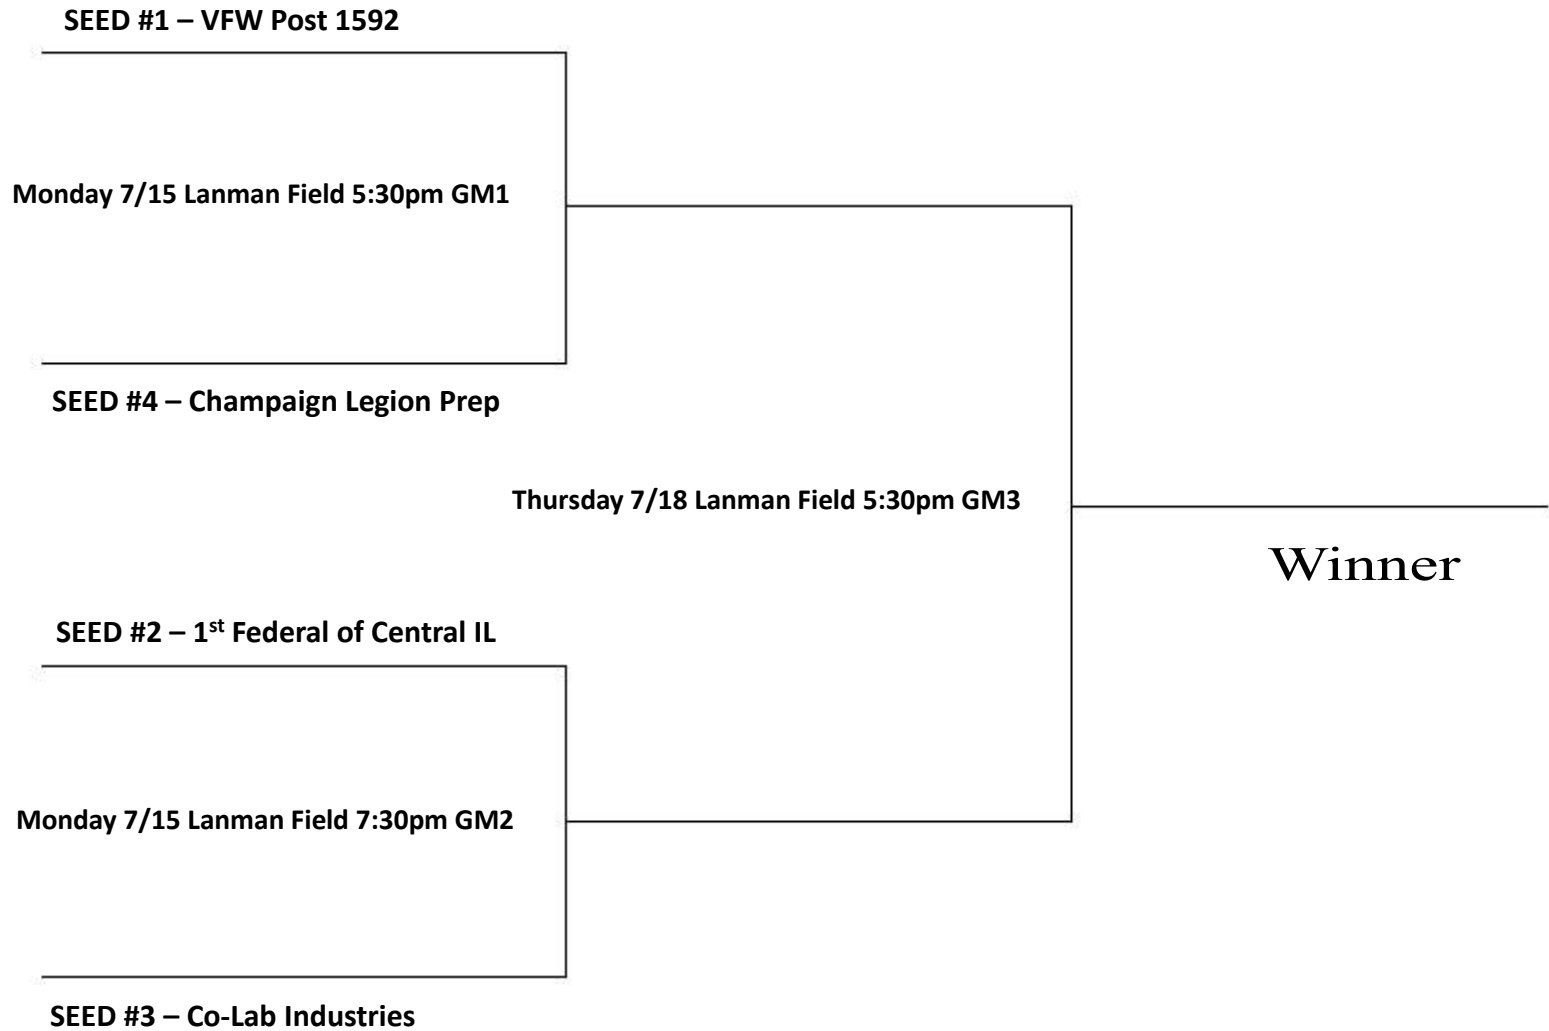 SEED #1 – VFW Post 1592
Monday 7/15 Lanman Field 5:30pm GM1
SEED #4 – Champaign Legion Prep
Thursday 7/18 Lanman Field 5:30pm GM3
Winner
SEED #2 – 1st Federal of Central IL
Monday 7/15 Lanman Field 7:30pm GM2
SEED #3 – Co-Lab Industries